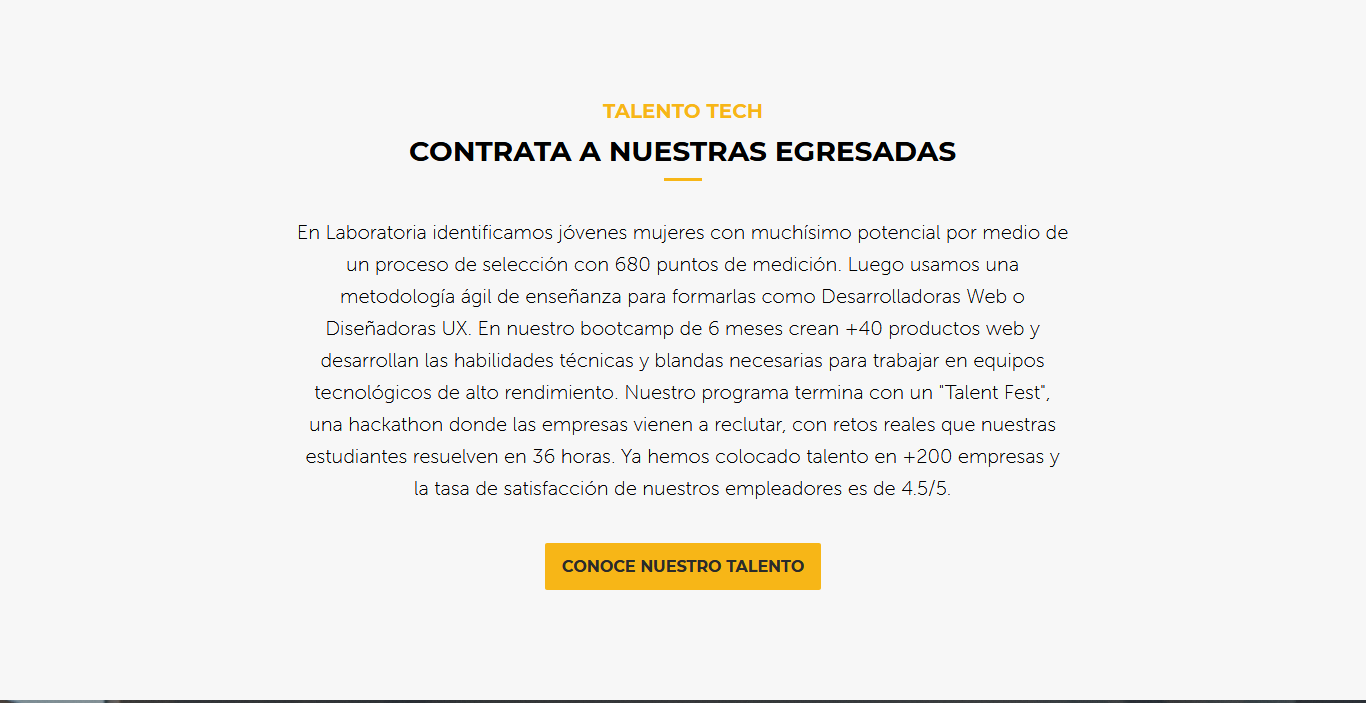 TALENTO TECH
CONTRATA A NUESTRAS EGRESADAS
En Laboratoria identificamos jóvenes mujeres con muchísimo potencial por medio de
un proceso de selección con 680 puntos de medición. Luego usamos una
metodología ágil de enseñanza para formarlas como Desarrolladoras Web o
Diseñadoras UX. En nuestro bootcamp de 6 meses crean +40 productos web y
desarrollan las habilidades técnicas y blandas necesarias para trabajar en equipos
tecnológicos de alto rendimiento. Nuestro programa termina con un "Talent Fest",
una hackathon donde las empresas vienen a reclutar, con retos reales que nuestras
estudiantes resuelven en 36 horas. Ya hemos colocado talento en +200 empresas y
la tasa de satisfacción de nuestros empleadores es de 4.5/5.
CONOCE NUESTRO TALENTO